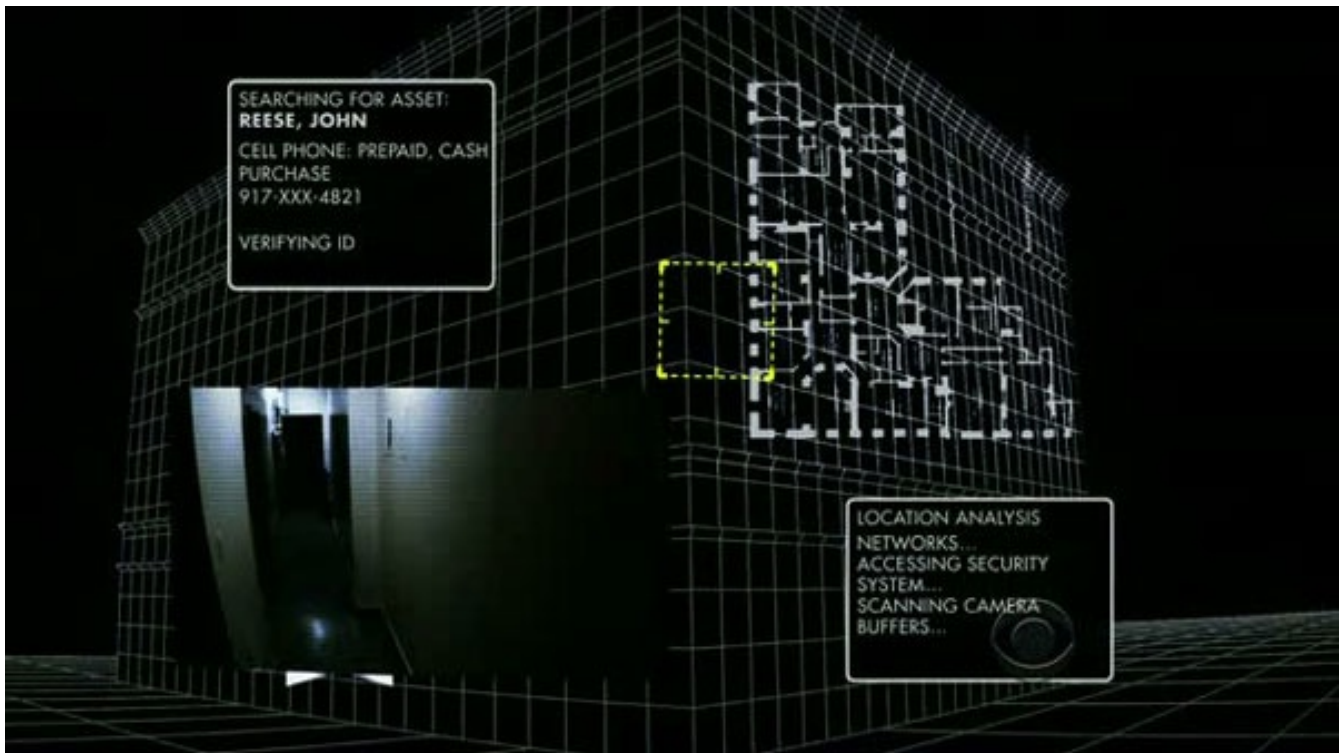 SEARCHING FOR ASSET:
REESE, JOHN
CELL PHONE: PREPAID, CASH
PURCHASE
917-XXX-4821
VERIFYING ID
LOCATION ANALYSIS
NETWORKS...
ACCESSING SECURITY
SYSTEM...
SCANNING CAMERA
BUFFERS...